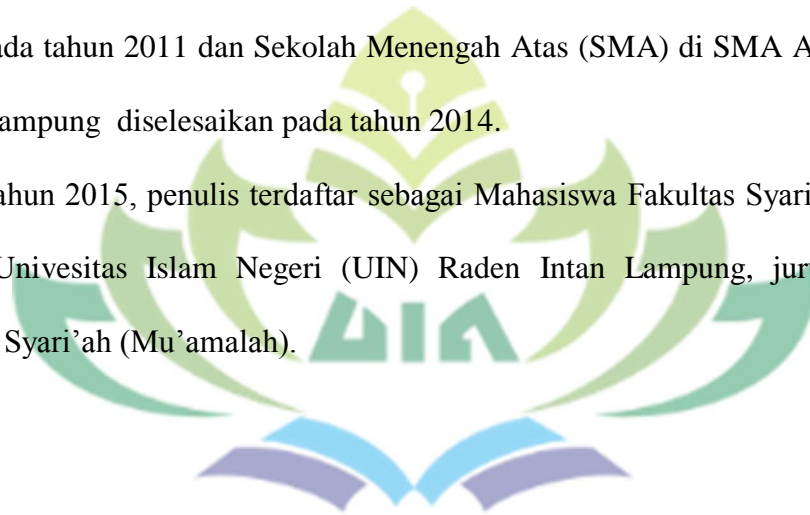 ada tahun 2011 dan Sekolah Menengah Atas (SMA) di SMA A
ampung diselesaikan pada tahun 2014.
ahun 2015, penulis terdaftar sebagai Mahasiswa Fakultas Syari
Univesitas Islam Negeri (UIN) Raden Intan Lampung, jur
Syari’ah (Mu’amalah).
UIN